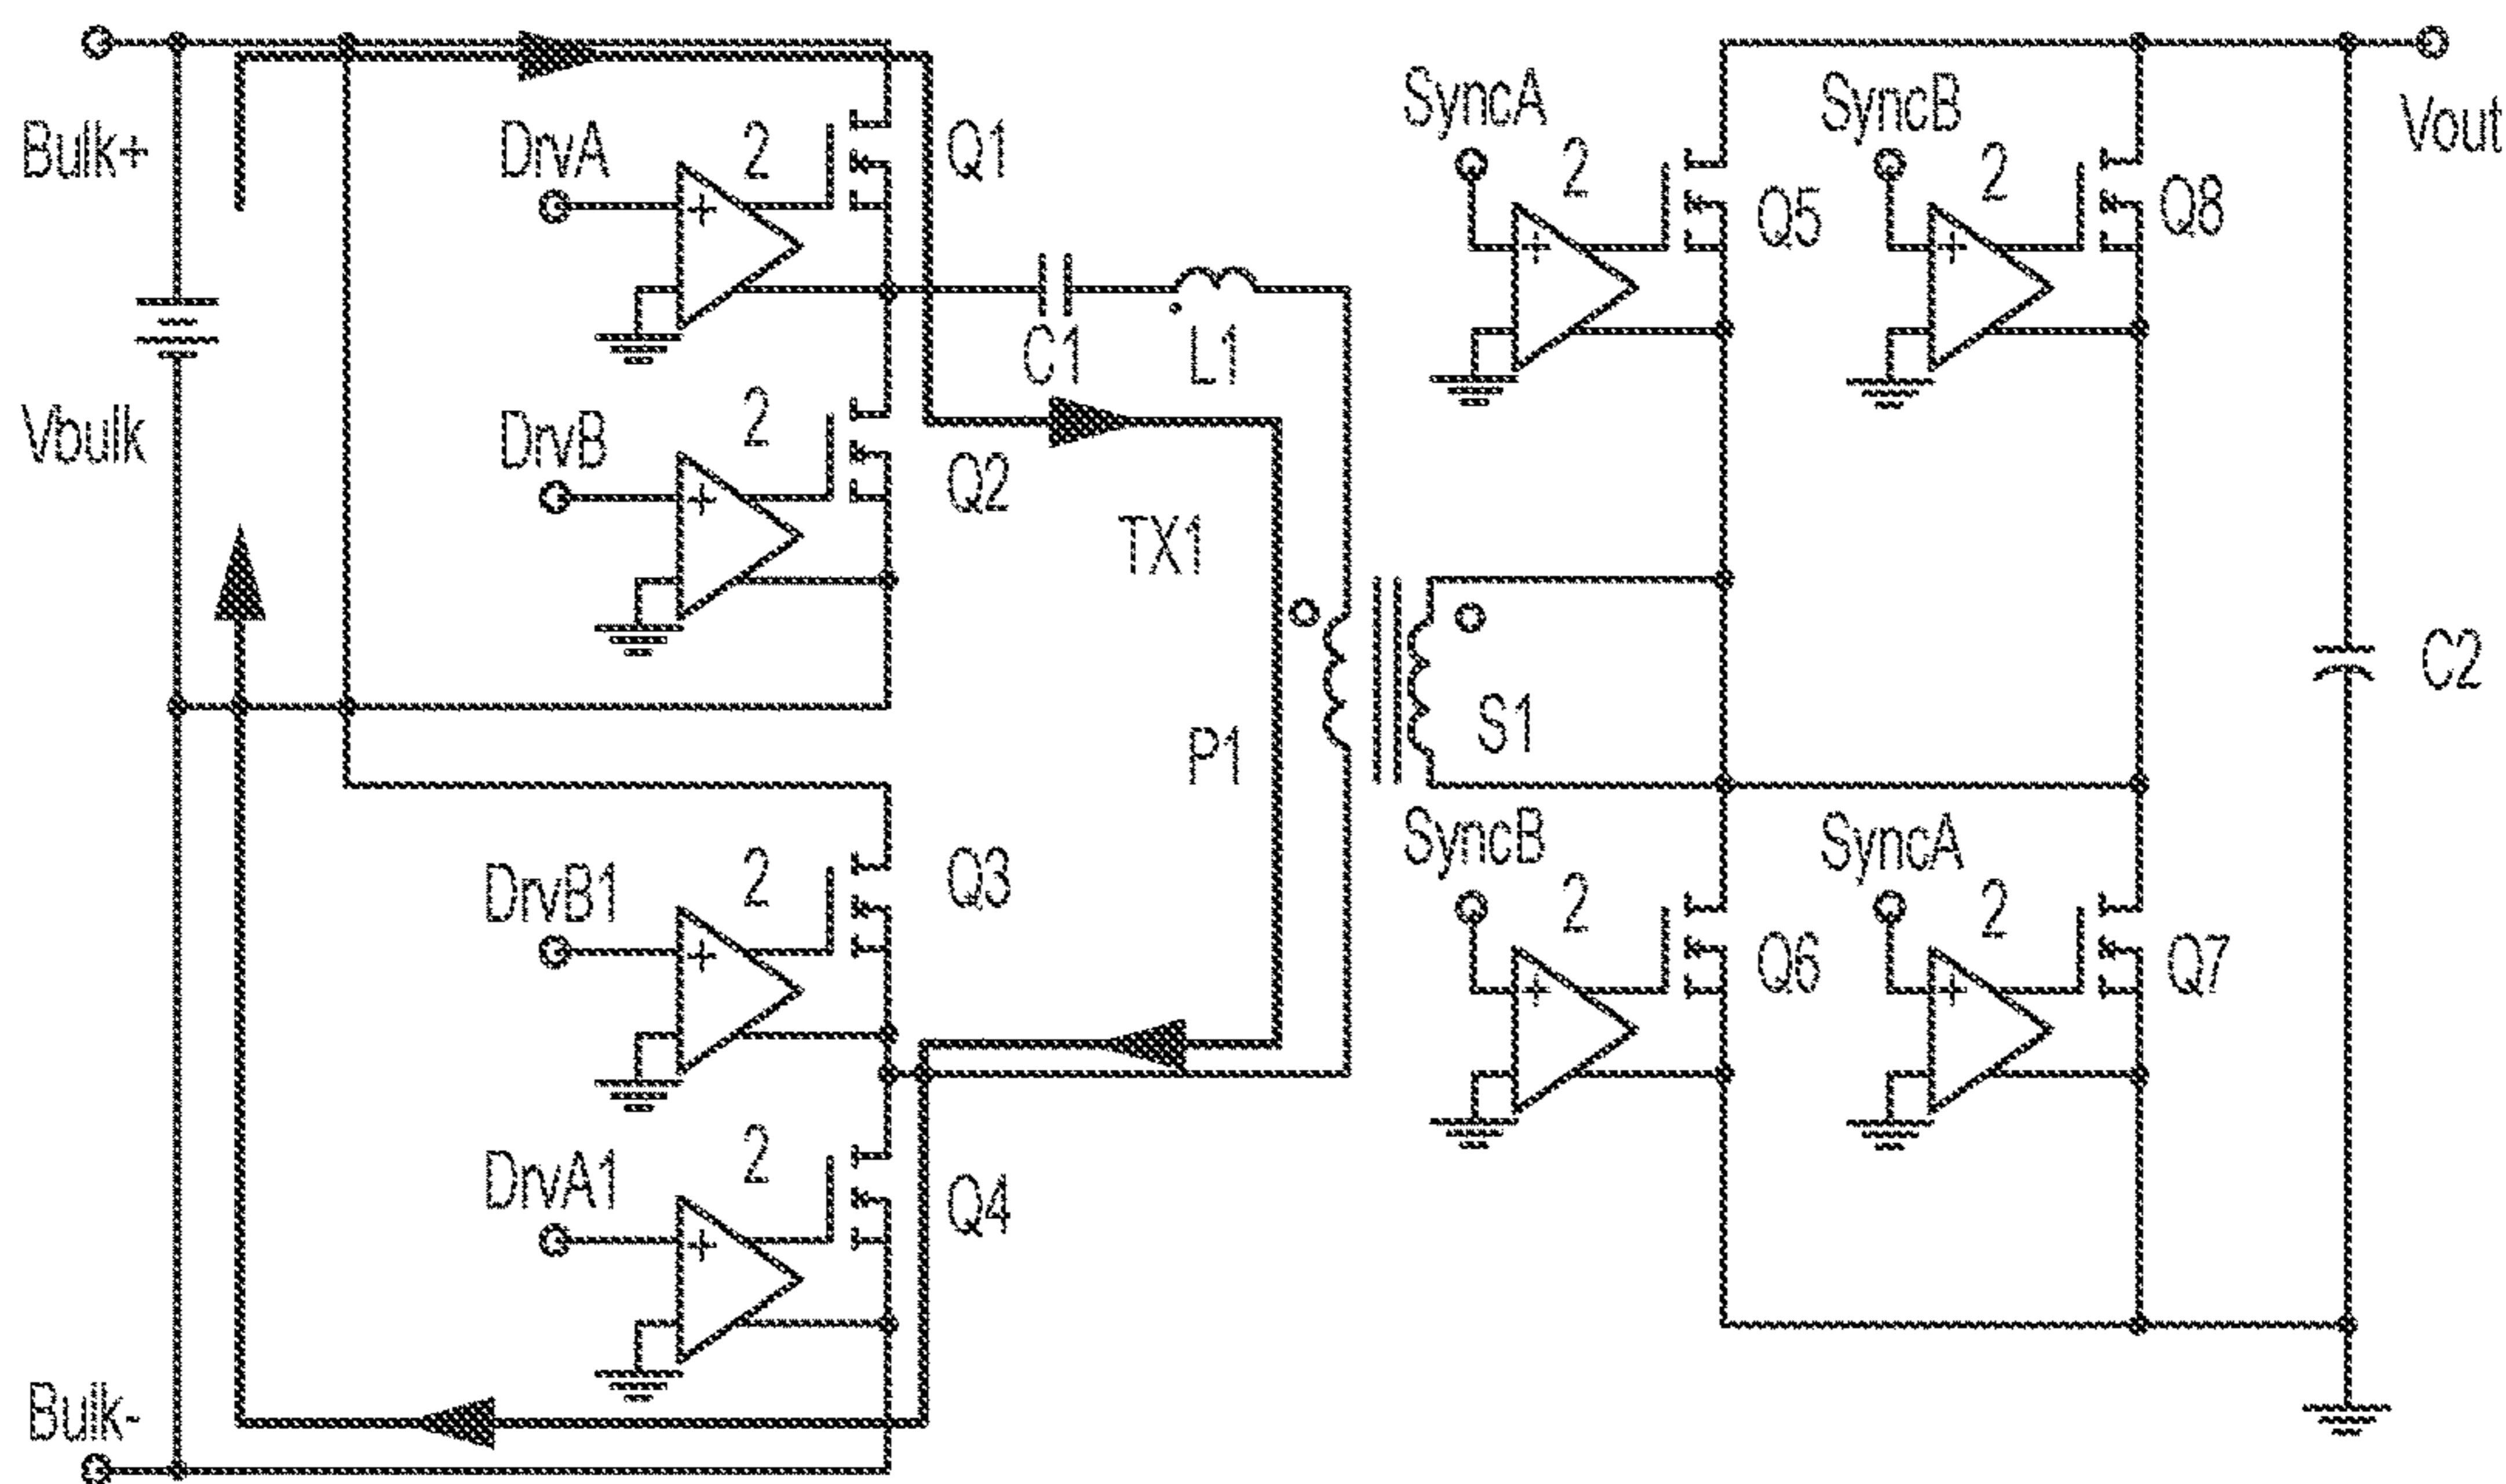 Bulk+
Vbulk
Bulk-
DrvA
2
Q1
DrvB
2
Q2
C1
L1
TX1
P1
S1
DrvB1
2
Q3
DrvA1
2
Q4
SyncA
2
Q5
SyncB
2
Q8
Vout
C2
SyncB
2
Q6
SyncA
2
Q7